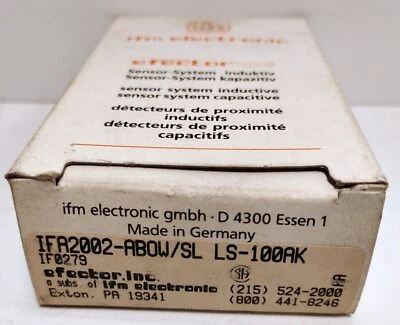 ifm electronic
efector
Sensor-System induktiv
Sensor-System kapazitiv
sensor system inductive
sensor system capacitive
détecteurs de proximité
inductifs
détecteurs de proximité
capacitifs
ifm electronic gmbh · D 4300 Essen 1
Made in Germany
IFA2002-ABOW/SL LS-100AK
IF0279
efector.inc.
a subs. of ifm electronic
Exton, PA 19341
(215) 524-2000
(800) 441-8246